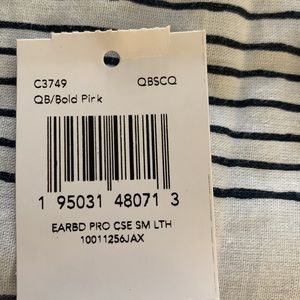 C3749 QBSCQ
QB/Bold Pink
1 95031 48071 3
EARBD PRO CSE SM LTH
10011256JAX